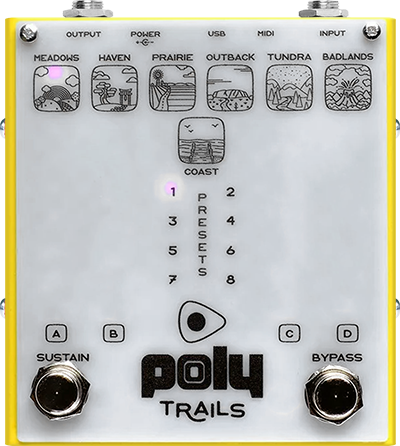 OUTPUT POWER USB MIDI INPUT
MEADOWS HAVEN PRAIRIE OUTBACK TUNDRA BADLANDS
COAST
1 2
3 4
5 6
7 8
PRESETS
A B C D
SUSTAIN BYPASS
poly
TRAILS